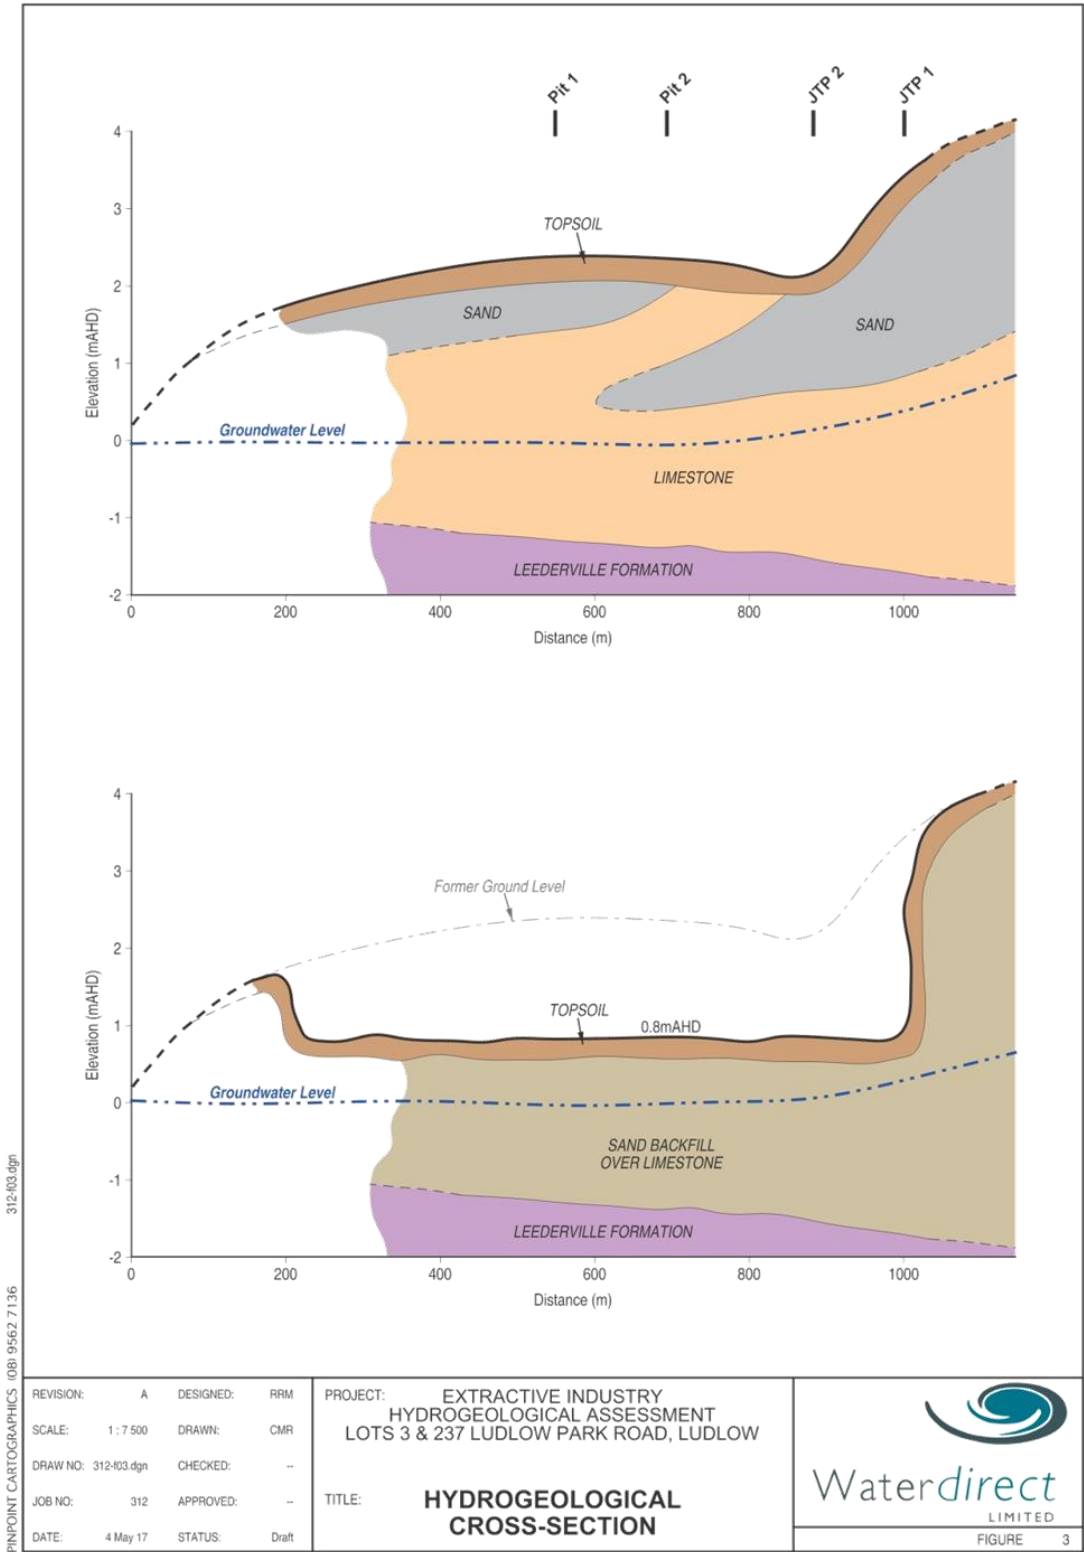 Pit 1
Pit 2
JTP 2
JTP 1
4
3
2
1
0
-1
-2
Elevation (mAHD)
TOPSOIL
SAND
SAND
Groundwater Level
LIMESTONE
LEEDERVILLE FORMATION
0 200 400 600 800 1000
Distance (m)
4
3
2
1
0
-1
-2
Elevation (mAHD)
Former Ground Level
TOPSOIL
0.8mAHD
Groundwater Level
SAND BACKFILL
OVER LIMESTONE
LEEDERVILLE FORMATION
0 200 400 600 800 1000
Distance (m)
PINPOINT CARTOGRAPHICS (08) 9562 7136 312-f03.dgn
REVISION: A DESIGNED: RRM
SCALE: 1 : 7 500 DRAWN: CMR
DRAW NO: 312-f03.dgn CHECKED: --
JOB NO: 312 APPROVED: --
DATE: 4 May 17 STATUS: Draft
PROJECT: EXTRACTIVE INDUSTRY
HYDROGEOLOGICAL ASSESSMENT
LOTS 3 & 237 LUDLOW PARK ROAD, LUDLOW
TITLE: HYDROGEOLOGICAL
CROSS-SECTION
Waterdirect
LIMITED
FIGURE 3